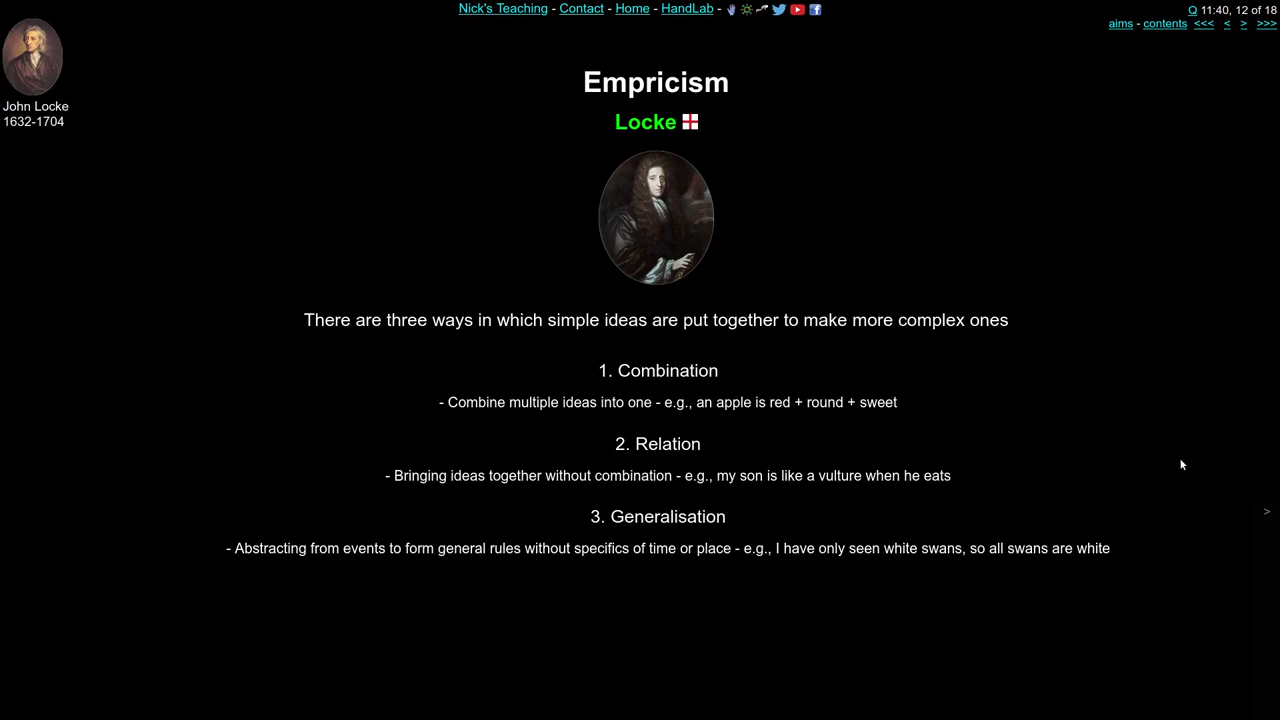 Nick's Teaching - Contact - Home - HandLab -
Q 11:40, 12 of 18
aims - contents <<< < > >>>
John Locke
1632-1704
Empricism
Locke
There are three ways in which simple ideas are put together to make more complex ones
1. Combination
- Combine multiple ideas into one - e.g., an apple is red + round + sweet
2. Relation
- Bringing ideas together without combination - e.g., my son is like a vulture when he eats
>
3. Generalisation
- Abstracting from events to form general rules without specifics of time or place - e.g., I have only seen white swans, so all swans are white